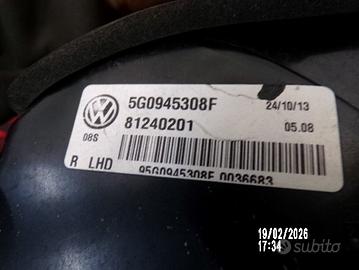 5G0945308F 24/10/13
81240201 05.08
08S
R LHD
95G0945308F 0036683
19/02/2026
17:34
subito